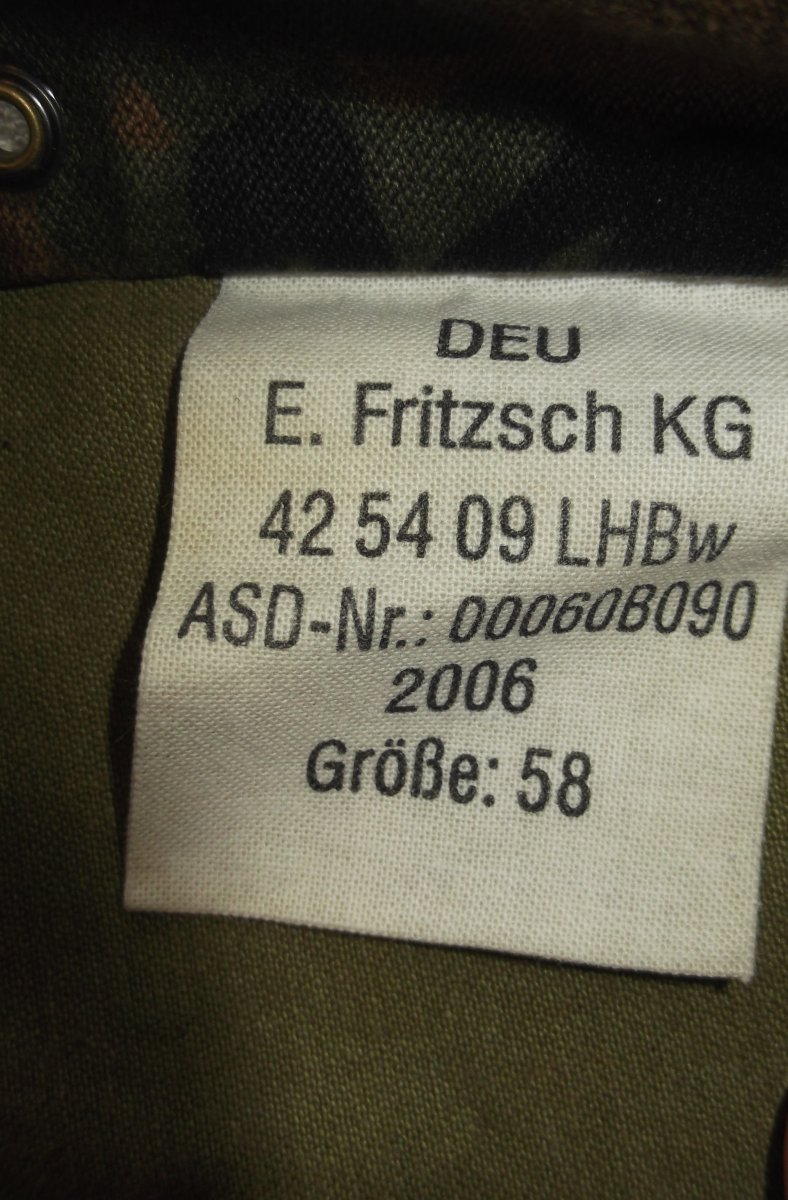 DEU
E. Fritzsch KG
42 54 09 LHBw
ASD-Nr.: 00060B090
2006
Größe: 58